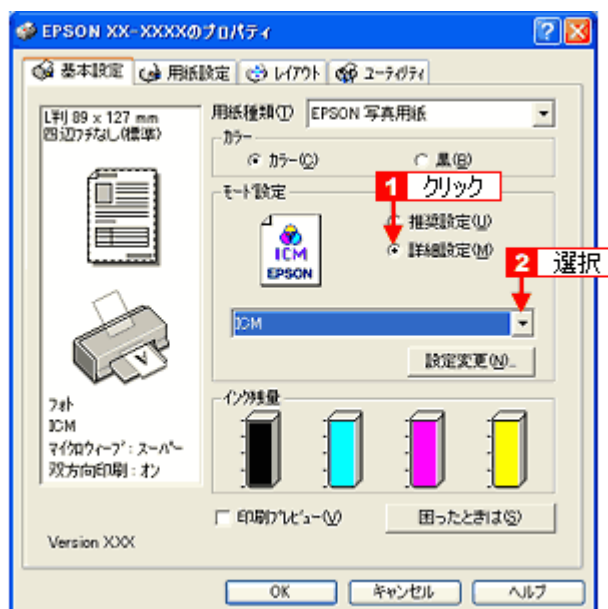 EPSON XX-XXXXのプロパティ
基本設定 用紙設定 レイアウト ユーティリティ
L判 89 x 127 mm
四辺フチなし(標準)
用紙種類(T) EPSON 写真用紙
カラー
カラー(C) 黒(B)
モード設定
1 クリック
推奨設定(U)
詳細設定(M)
2 選択
ICM
EPSON
ICM
設定変更(N)...
フォト
ICM
マイクロウィーブ:スーパー
双方向印刷:オン
インク残量
印刷プレビュー(V) 困ったときは(S)
Version XXX
OK キャンセル ヘルプ